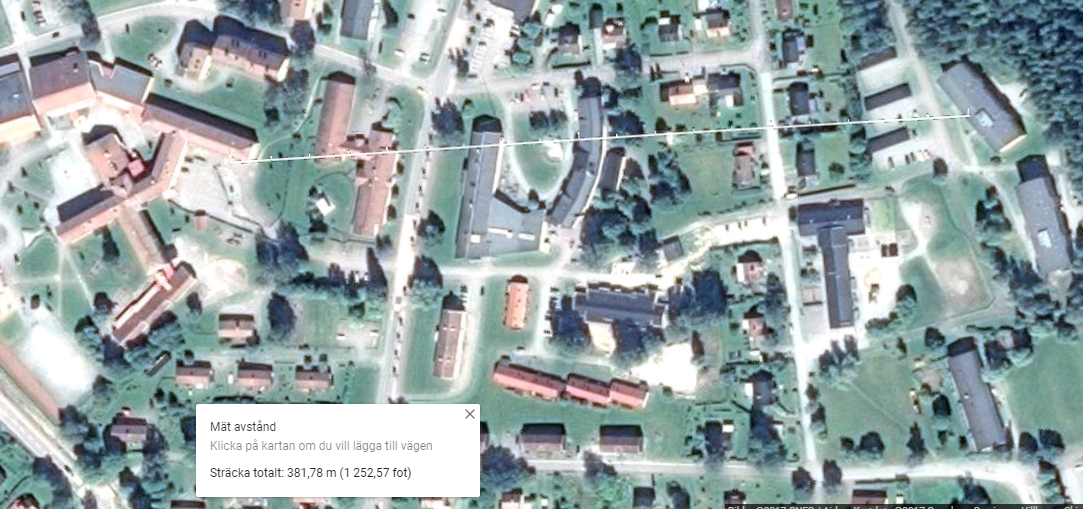 Mät avstånd
Klicka på kartan om du vill lägga till vägen
Sträcka totalt: 381,78 m (1 252,57 fot)